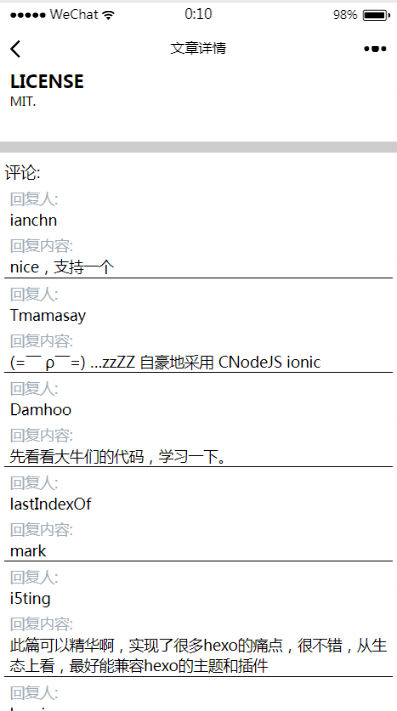 WeChat 0:10 98%
文章详情
LICENSE
MIT.
评论:
回复人:
ianchn
回复内容:
nice，支持一个
回复人:
Tmamasay
回复内容:
(=￣ρ￣=) ...zzZZ 自豪地采用 CNodeJS ionic
回复人:
Damhoo
回复内容:
先看看大牛们的代码，学习一下。
回复人:
lastIndexOf
回复内容:
mark
回复人:
i5ting
回复内容:
此篇可以精华啊，实现了很多hexo的痛点，很不错，从生
态上看，最好能兼容hexo的主题和插件
回复人: